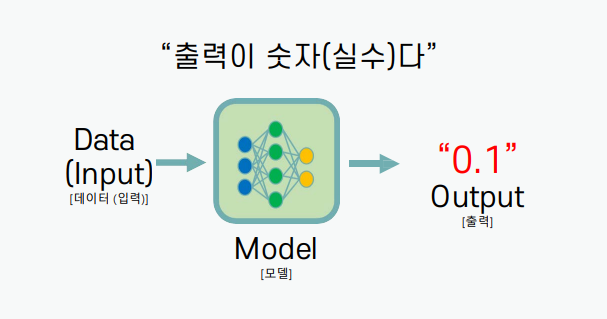 “출력이 숫자(실수)다”
Data
(Input)
[데이터 (입력)]
Model
[모델]
“0.1”
Output
[출력]